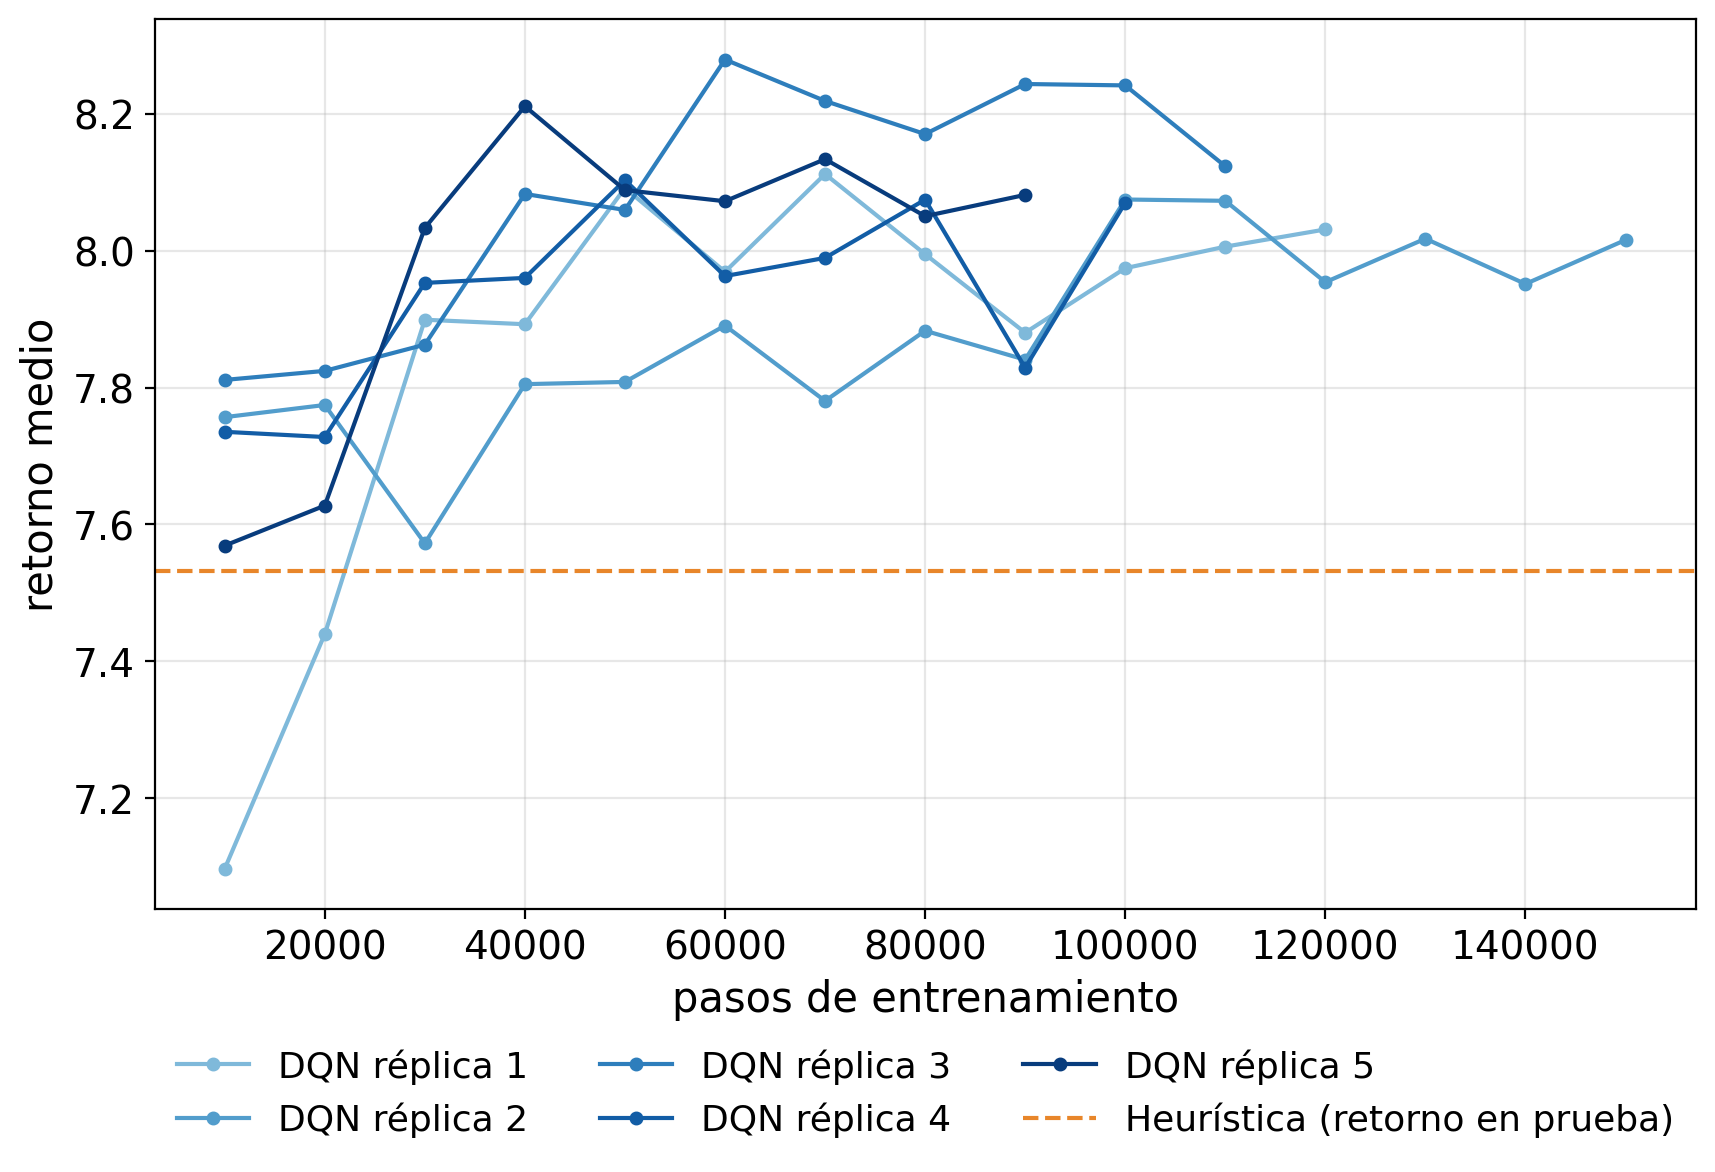 retorno medio
8.2
8.0
7.8
7.6
7.4
7.2
20000 40000 60000 80000 100000 120000 140000
pasos de entrenamiento
DQN réplica 1 DQN réplica 3 DQN réplica 5
DQN réplica 2 DQN réplica 4 Heurística (retorno en prueba)